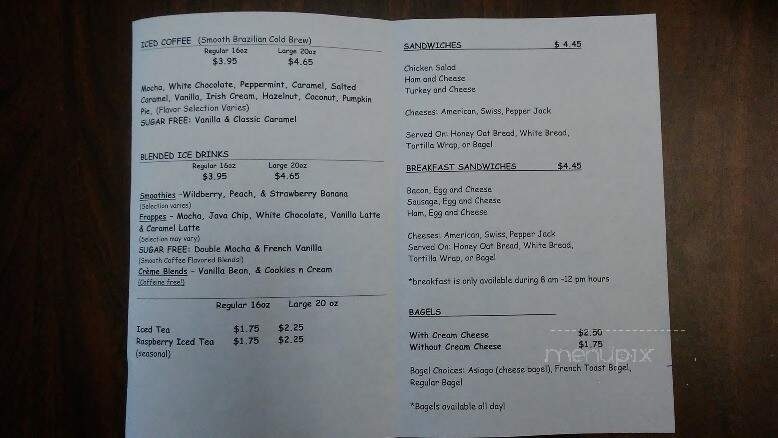 ICED COFFEE (Smooth Brazilian Cold Brew)
Regular 16oz Large 20oz
$3.95 $4.65
Mocha, White Chocolate, Peppermint, Caramel, Salted
Caramel, Vanilla, Irish Cream, Hazelnut, Coconut, Pumpkin
Pie, (Flavor Selection Varies)
SUGAR FREE: Vanilla & Classic Caramel
BLENDED ICE DRINKS
Regular 16oz Large 20oz
$3.95 $4.65
Smoothies -Wildberry, Peach, & Strawberry Banana
(Selection varies)
Frappes - Mocha, Java Chip, White Chocolate, Vanilla Latte
& Caramel Latte
(Selection may vary)
SUGAR FREE: Double Mocha & French Vanilla
(Smooth Coffee Flavored Blends!)
Crème Blends - Vanilla Bean, & Cookies n Cream
(Caffeine free!)
Regular 16oz Large 20 oz
Iced Tea $1.75 $2.25
Raspberry Iced Tea $1.75 $2.25
(seasonal)
SANDWICHES $ 4.45
Chicken Salad
Ham and Cheese
Turkey and Cheese
Cheeses: American, Swiss, Pepper Jack
Served On: Honey Oat Bread, White Bread,
Tortilla Wrap, or Bagel
BREAKFAST SANDWICHES $4.45
Bacon, Egg and Cheese
Sausage, Egg and Cheese
Ham, Egg and Cheese
Cheeses: American, Swiss, Pepper Jack
Served On: Honey Oat Bread, White Bread,
Tortilla Wrap, or Bagel
*breakfast is only available during 6 am -12 pm hours
BAGELS
With Cream Cheese $2.50
Without Cream Cheese $1.75
menupix
Bagel Choices: Asiago (cheese bagel), French Toast Bagel,
Regular Bagel
*Bagels available all day!